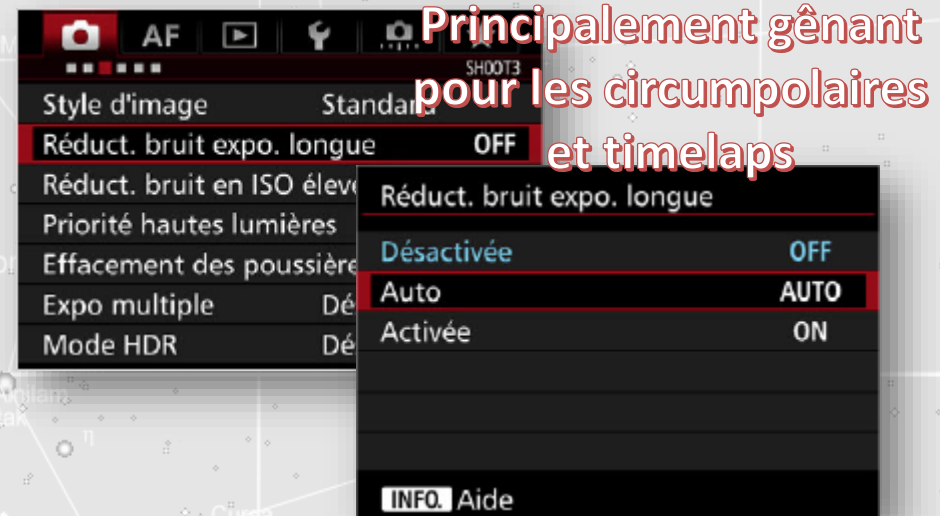 Principalement gênant
pour les circumpolaires
et timelaps
AF
SHOOT3
Style d'image Standard
Réduct. bruit expo. longue OFF
Réduct. bruit en ISO élevé
Priorité hautes lumières
Effacement des poussière
Expo multiple Dé
Mode HDR Dé
Réduct. bruit expo. longue
Désactivée OFF
Auto AUTO
Activée ON
INFO. Aide
η